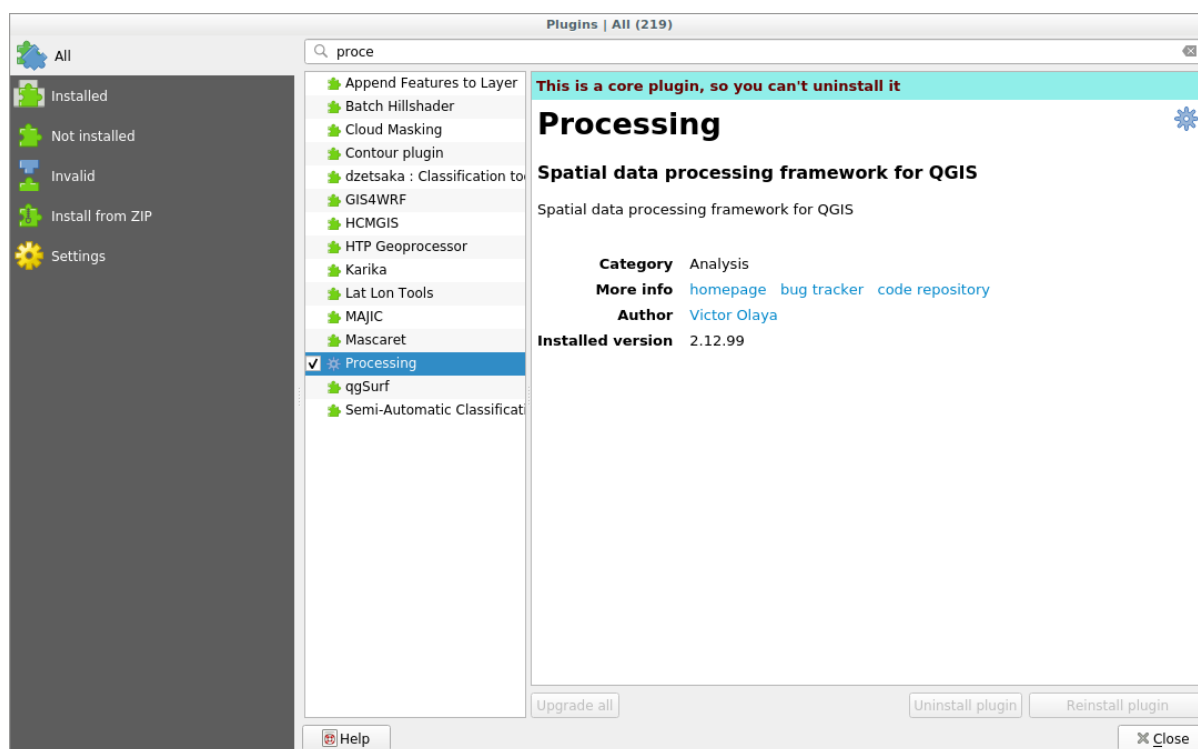 Plugins | All (219)
All
Installed
Not installed
Invalid
Install from ZIP
Settings
proce
Append Features to Layer
Batch Hillshader
Cloud Masking
Contour plugin
dzetsaka : Classification to
GIS4WRF
HCMGIS
HTP Geoprocessor
Karika
Lat Lon Tools
MAJIC
Mascaret
Processing
qgSurf
Semi-Automatic Classificati
This is a core plugin, so you can't uninstall it
Processing
Spatial data processing framework for QGIS
Spatial data processing framework for QGIS
Category Analysis
More info homepage bug tracker code repository
Author Victor Olaya
Installed version 2.12.99
Upgrade all Uninstall plugin Reinstall plugin
Help Close